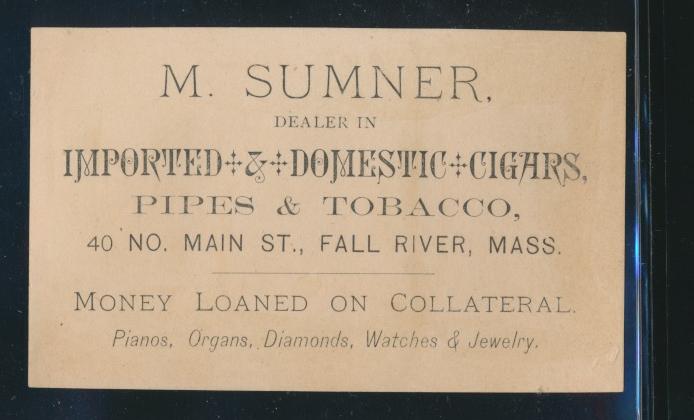 M. SUMNER,
DEALER IN
IMPORTED & DOMESTIC CIGARS,
PIPES & TOBACCO,
40 NO. MAIN ST., FALL RIVER, MASS.
MONEY LOANED ON COLLATERAL.
Pianos, Organs, Diamonds, Watches & Jewelry.